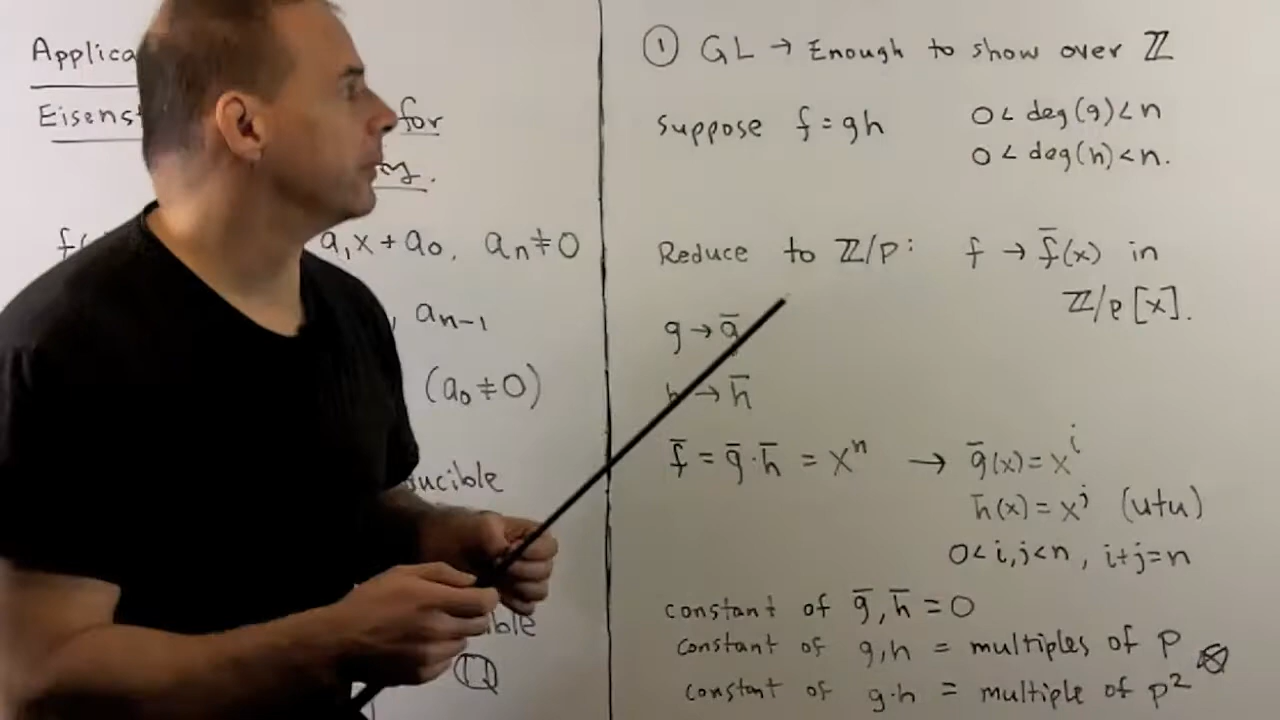 Applica
① GL → Enough to show over ℤ
Eisens for
Suppose f = gh 0 < deg(g) < n
0 < deg(h) < n.
a₁x + a₀, aₙ ≠ 0
Reduce to ℤ/p: f → f̄(x) in
ℤ/p [x].
, aₙ₋₁
g → ḡ
(a₀ ≠ 0)
h → h̄
f̄ = ḡ · h̄ = xⁿ → ḡ(x) = xⁱ
ucible
h̄(x) = xʲ (utu)
0 < i, j < n, i+j=n
constant of ḡ, h̄ = 0
ible
constant of g, h = multiples of p
ℚ
constant of g·h = multiple of p²